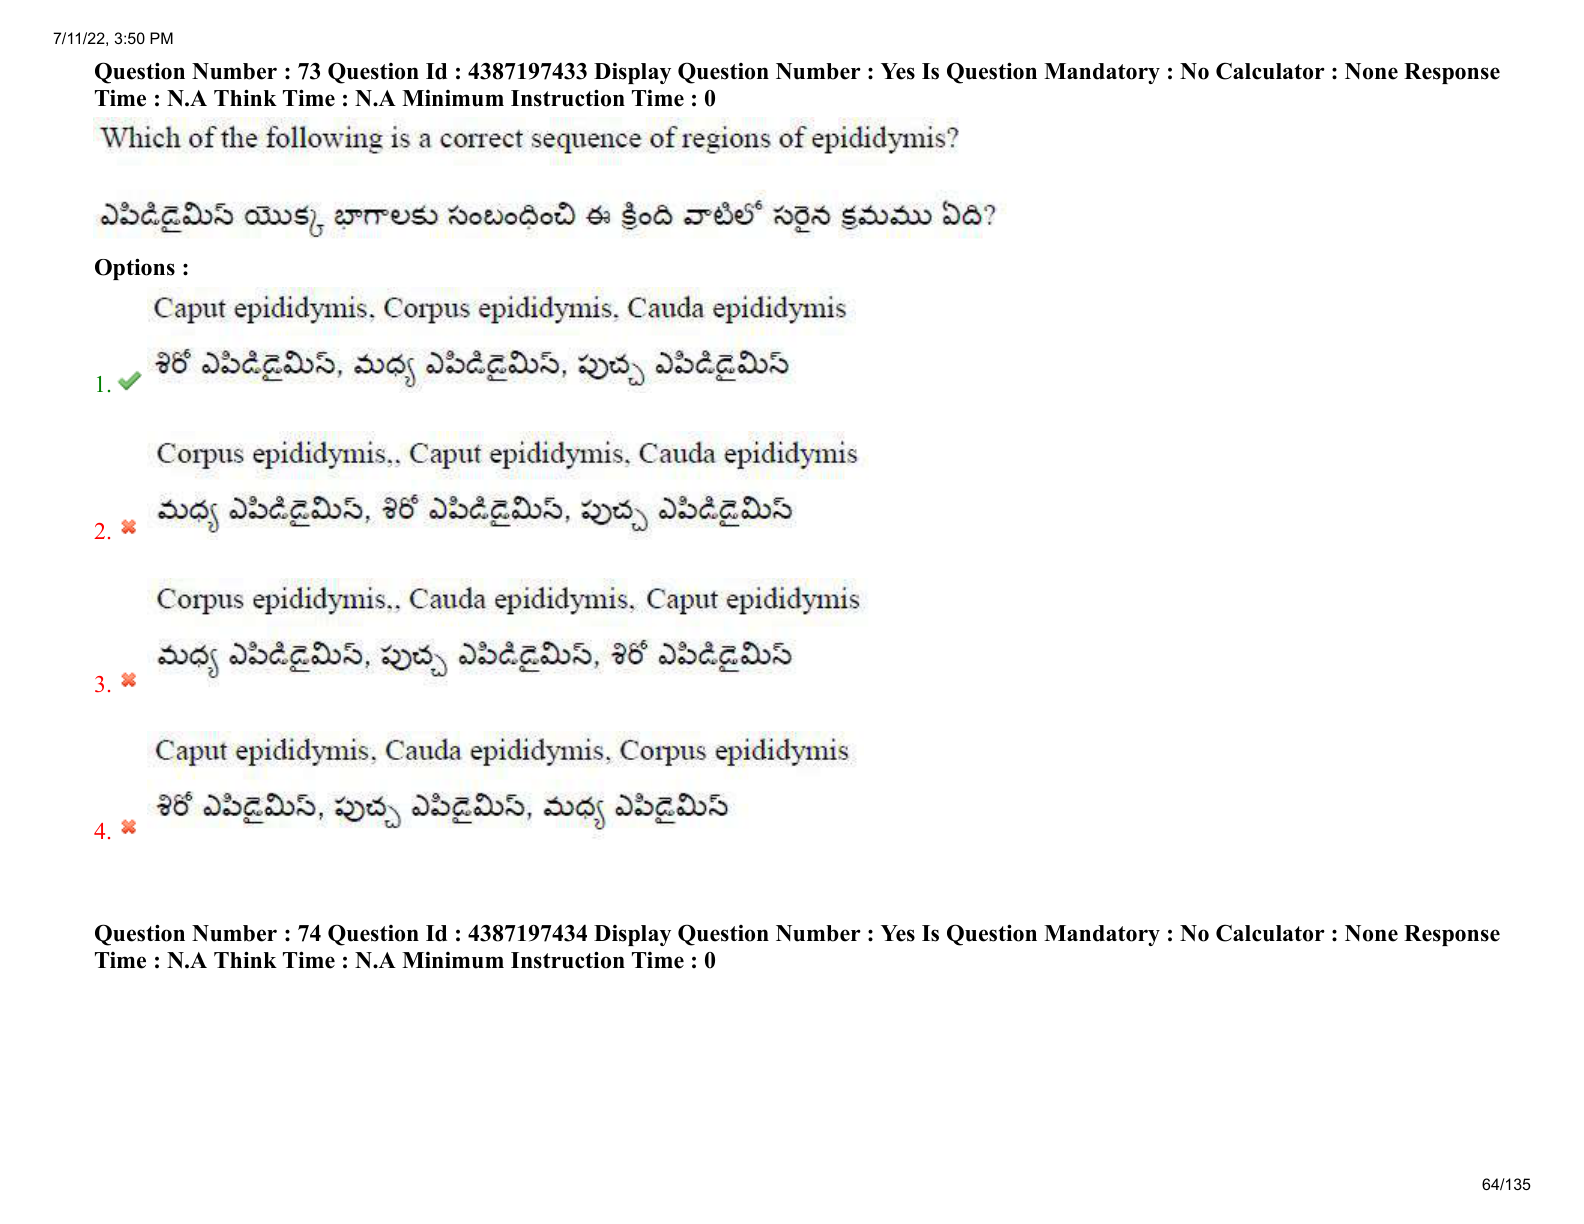 7/11/22, 3:50 PM
Question Number : 73 Question Id : 4387197433 Display Question Number : Yes Is Question Mandatory : No Calculator : None Response
Time : N.A Think Time : N.A Minimum Instruction Time : 0
Which of the following is a correct sequence of regions of epididymis?
ఎపిడిడైమిస్ యొక్క భాగాలకు సంబంధించి ఈ క్రింది వాటిలో సరైన క్రమము ఏది?
Options :
Caput epididymis, Corpus epididymis, Cauda epididymis
శిరో ఎపిడిడైమిస్, మధ్య ఎపిడిడైమిస్, పుచ్చ ఎపిడిడైమిస్
1.
Corpus epididymis,, Caput epididymis, Cauda epididymis
మధ్య ఎపిడిడైమిస్, శిరో ఎపిడిడైమిస్, పుచ్చ ఎపిడిడైమిస్
2.
Corpus epididymis,, Cauda epididymis, Caput epididymis
మధ్య ఎపిడిడైమిస్, పుచ్చ ఎపిడిడైమిస్, శిరో ఎపిడిడైమిస్
3.
Caput epididymis, Cauda epididymis, Corpus epididymis
శిరో ఎపిడైమిస్, పుచ్చ ఎపిడైమిస్, మధ్య ఎపిడైమిస్
4.
Question Number : 74 Question Id : 4387197434 Display Question Number : Yes Is Question Mandatory : No Calculator : None Response
Time : N.A Think Time : N.A Minimum Instruction Time : 0
64/135